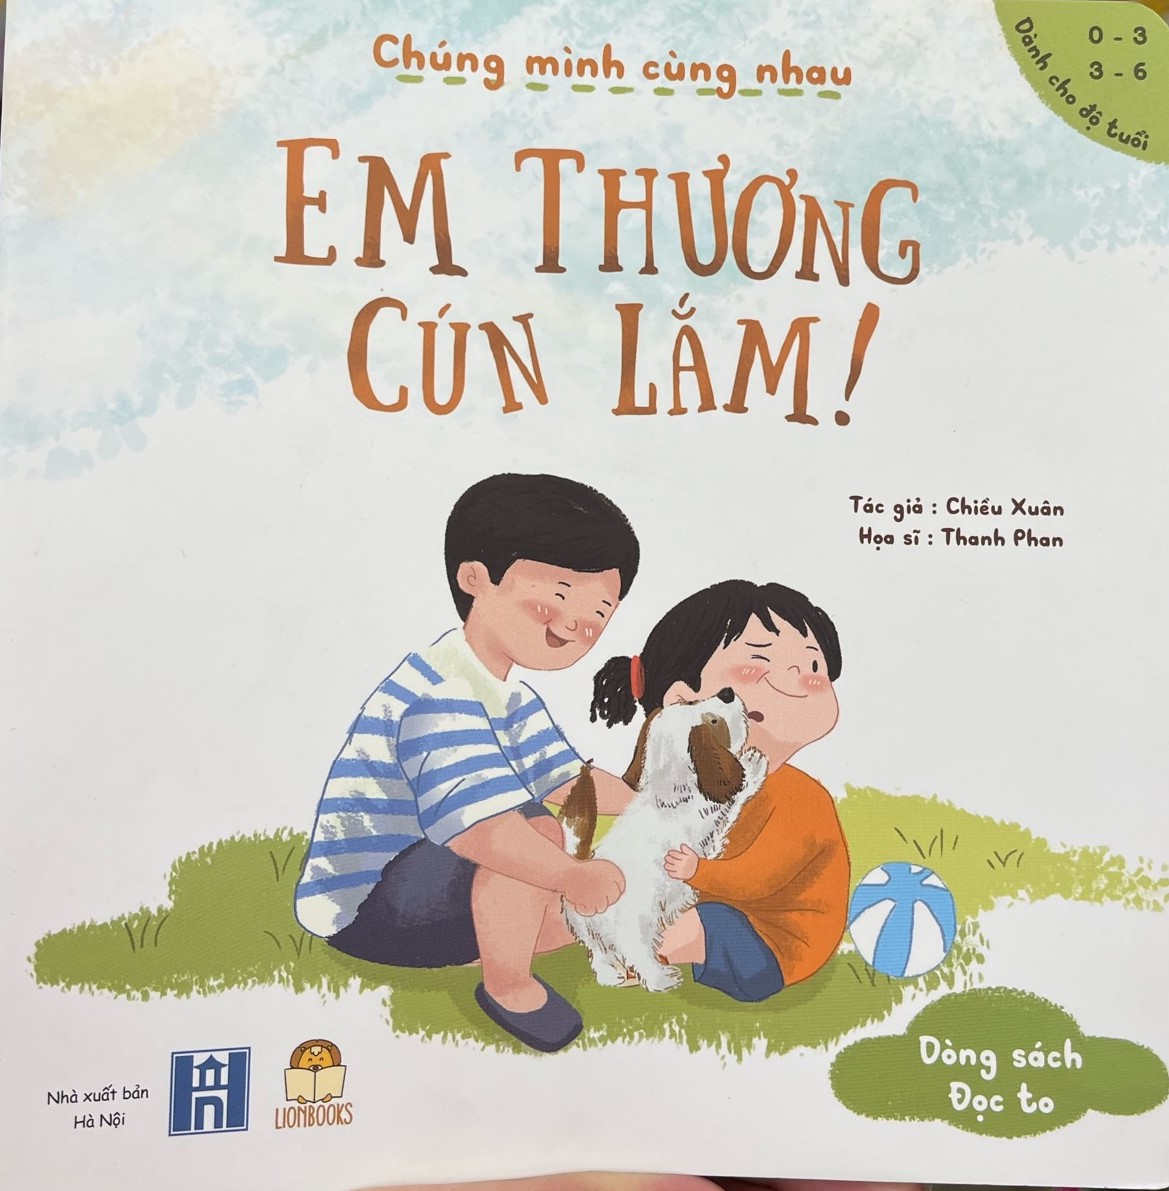 Chúng mình cùng nhau
Dành cho độ tuổi
0 - 3
3 - 6
EM THƯƠNG
CÚN LẮM!
Tác giả : Chiều Xuân
Họa sĩ : Thanh Phan
Dòng sách
Đọc to
Nhà xuất bản
Hà Nội
hn
LIONBOOKS